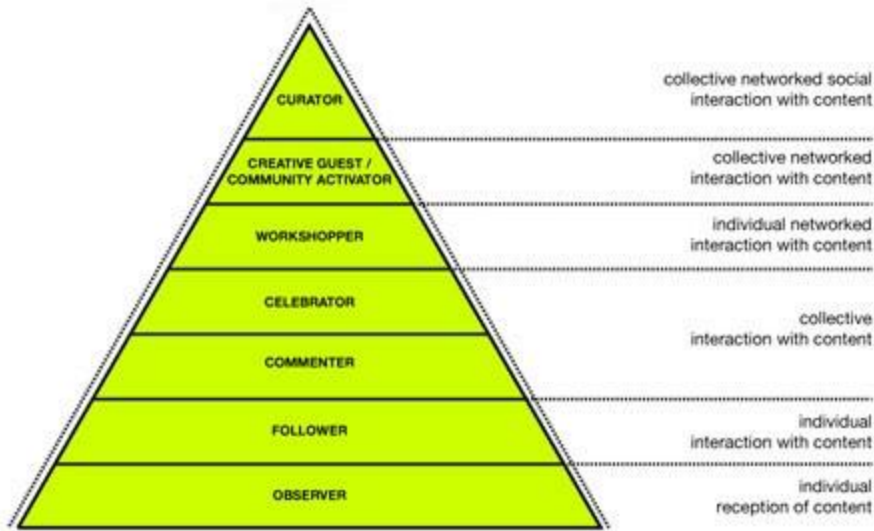 collective networked social
interaction with content
CURATOR
collective networked
interaction with content
CREATIVE GUEST /
COMMUNITY ACTIVATOR
individual networked
interaction with content
WORKSHOPPER
CELEBRATOR
collective
interaction with content
COMMENTER
individual
interaction with content
FOLLOWER
individual
reception of content
OBSERVER